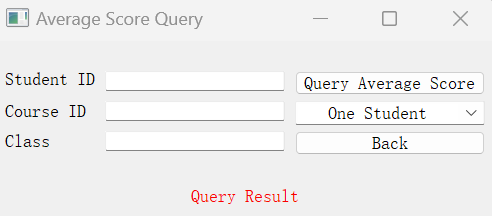 Average Score Query
Student ID
Query Average Score
Course ID
One Student
Class
Back
Query Result